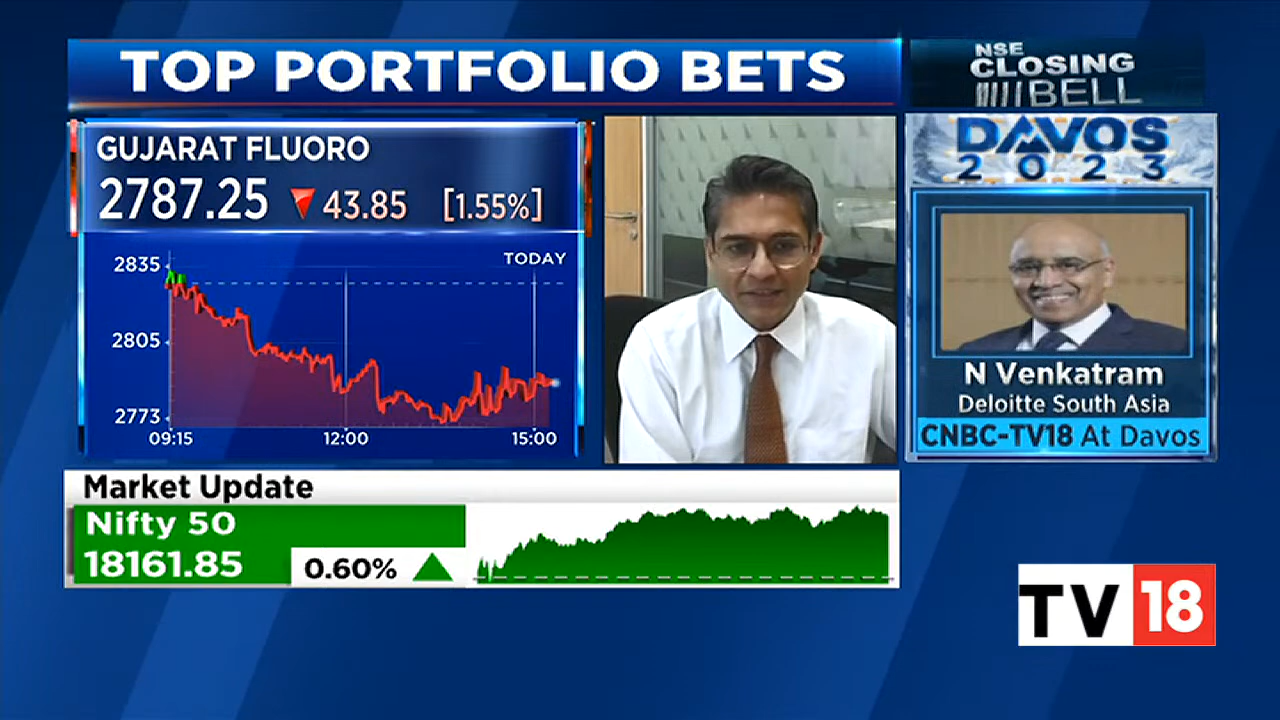 TOP PORTFOLIO BETS
NSE
CLOSING
BELL
GUJARAT FLUORO
2787.25 ▼ 43.85 [1.55%]
TODAY
2835
2805
2773
09:15 12:00 15:00
DAVOS
2023
N Venkatram
Deloitte South Asia
CNBC-TV18 At Davos
Market Update
Nifty 50
18161.85 0.60% ▲
TV18